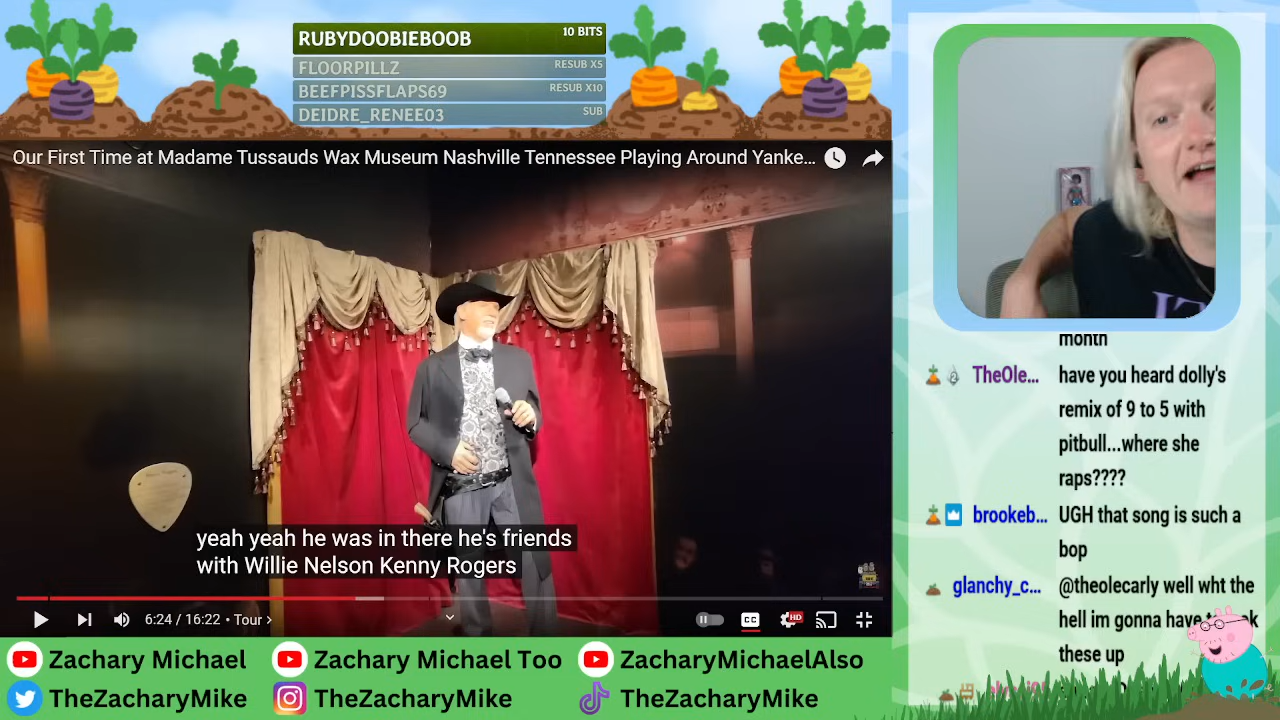 RUBYDOOBIEBOOB 10 BITS
FLOORPILLZ RESUB X5
BEEFPISSFLAPS69 RESUB X10
DEIDRE_RENEE03 SUB
Our First Time at Madame Tussauds Wax Museum Nashville Tennessee Playing Around Yanke...
yeah yeah he was in there he's friends
with Willie Nelson Kenny Rogers
6:24 / 16:22 • Tour >
CC
HD
month
TheOle... have you heard dolly's
remix of 9 to 5 with
pitbull...where she
raps????
brookeb... UGH that song is such a
bop
glanchy_c... @theolecarly well wht the
hell im gonna have
these up
Zachary Michael
Zachary Michael Too
ZacharyMichaelAlso
TheZacharyMike
TheZacharyMike
TheZacharyMike